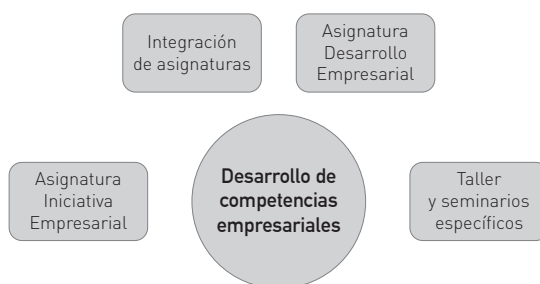 Integración
de asignaturas
Asignatura
Desarrollo
Empresarial
Asignatura
Iniciativa
Empresarial
Desarrollo de
competencias
empresariales
Taller
y seminarios
específicos